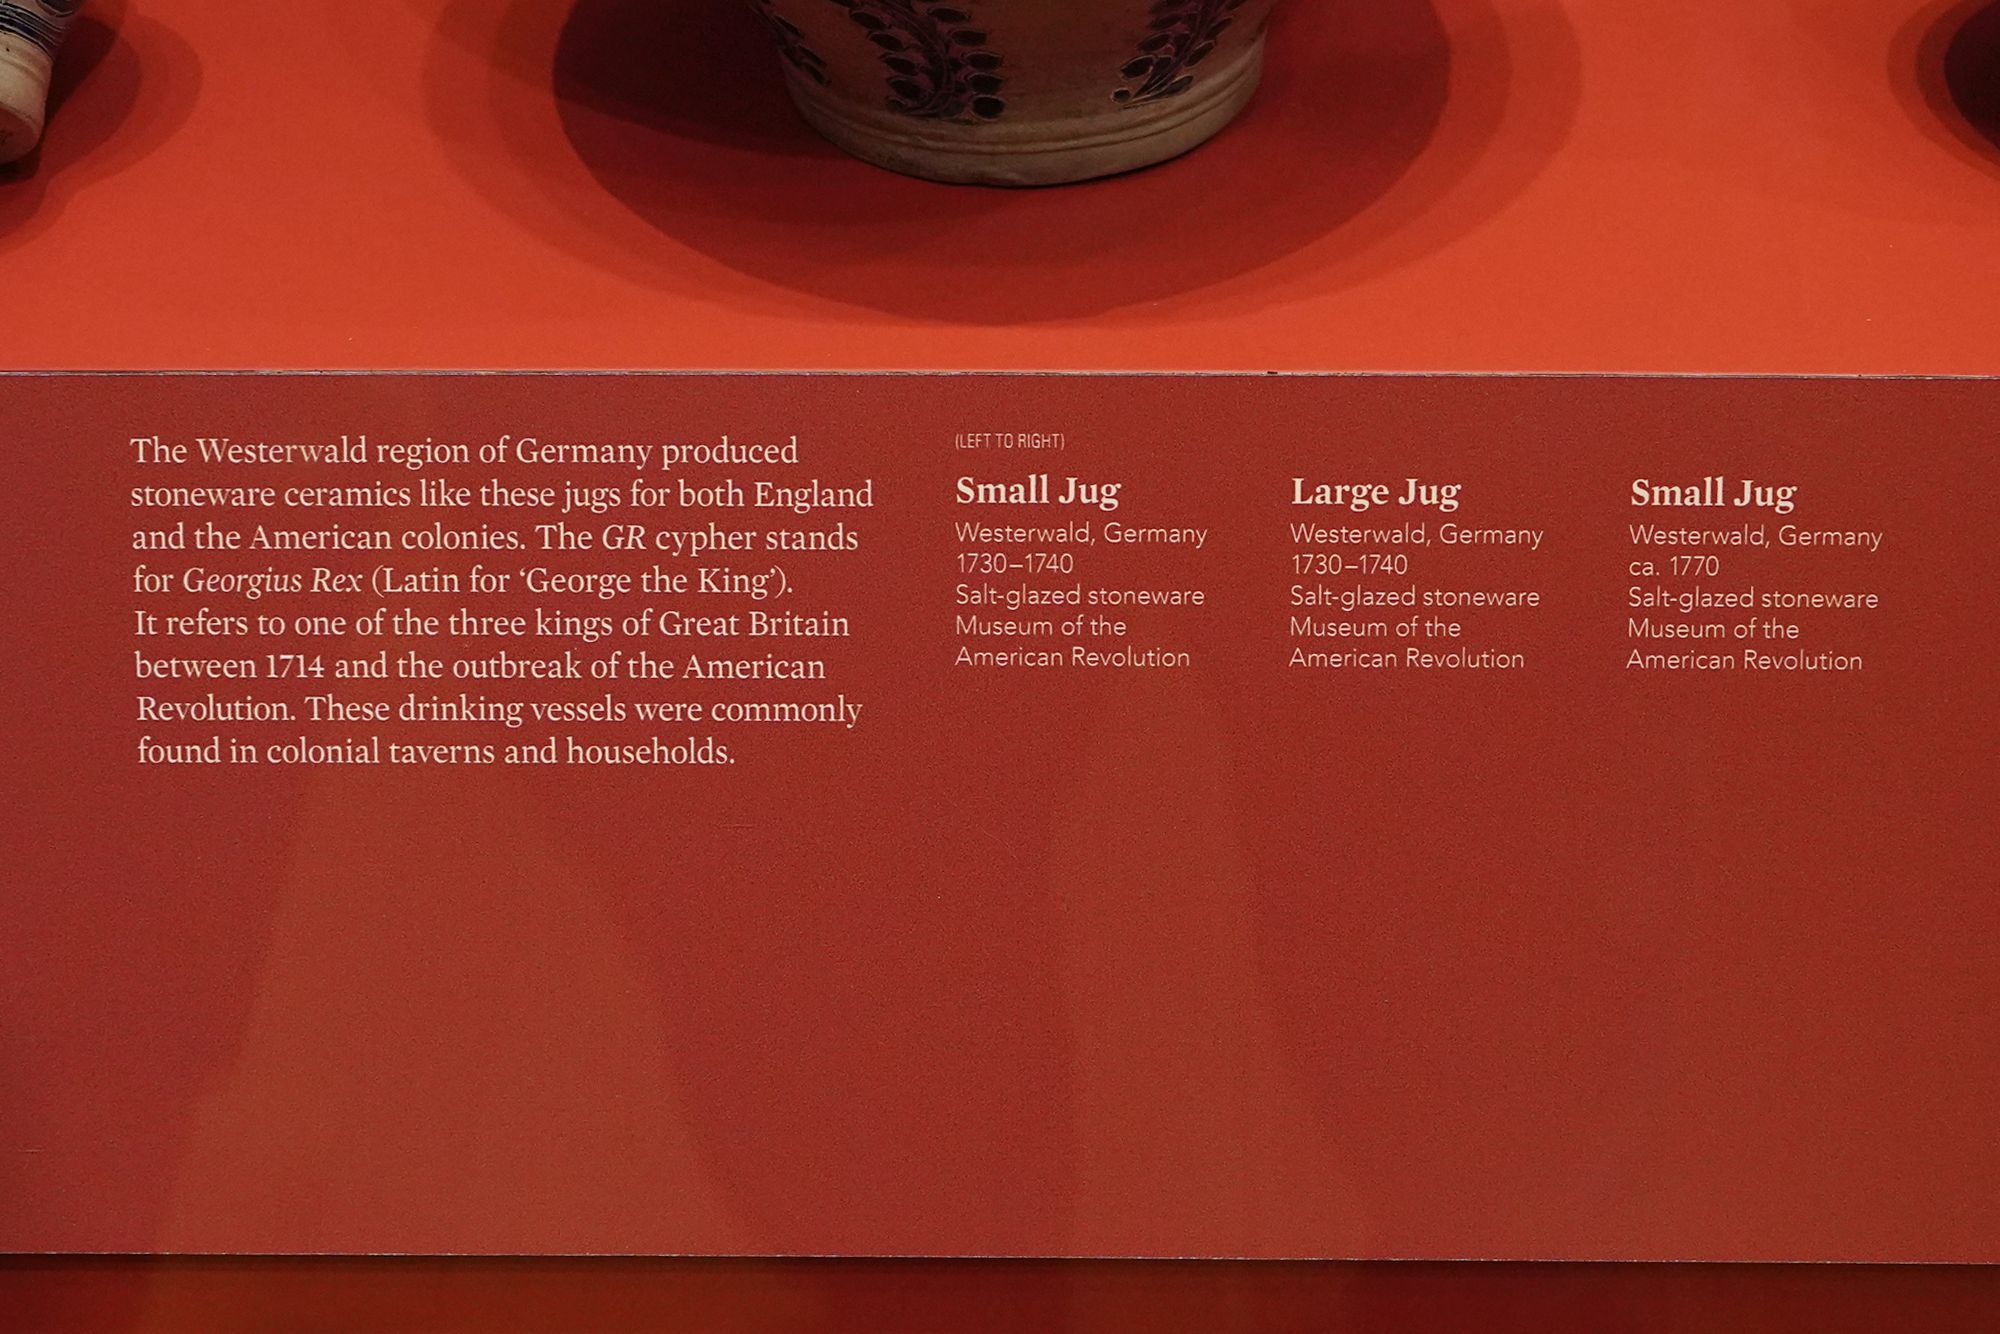 The Westerwald region of Germany produced
stoneware ceramics like these jugs for both England
and the American colonies. The GR cypher stands
for Georgius Rex (Latin for ‘George the King’).
It refers to one of the three kings of Great Britain
between 1714 and the outbreak of the American
Revolution. These drinking vessels were commonly
found in colonial taverns and households.
(LEFT TO RIGHT)
Small Jug
Westerwald, Germany
1730–1740
Salt-glazed stoneware
Museum of the
American Revolution
Large Jug
Westerwald, Germany
1730–1740
Salt-glazed stoneware
Museum of the
American Revolution
Small Jug
Westerwald, Germany
ca. 1770
Salt-glazed stoneware
Museum of the
American Revolution